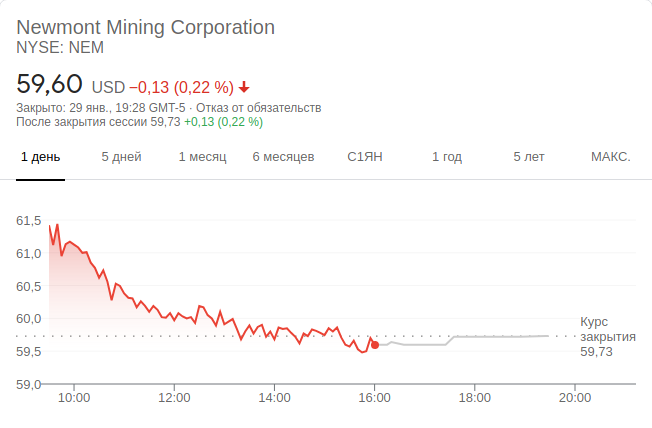 Newmont Mining Corporation
NYSE: NEM
59,60 USD −0,13 (0,22 %)
Закрыто: 29 янв., 19:28 GMT-5 · Отказ от обязательств
После закрытия сессии 59,73 +0,13 (0,22 %)
1 день 5 дней 1 месяц 6 месяцев С1ЯН 1 год 5 лет МАКС.
61,5
61,0
60,5
60,0
59,5
59,0
Курс
закрытия
59,73
10:00 12:00 14:00 16:00 18:00 20:00